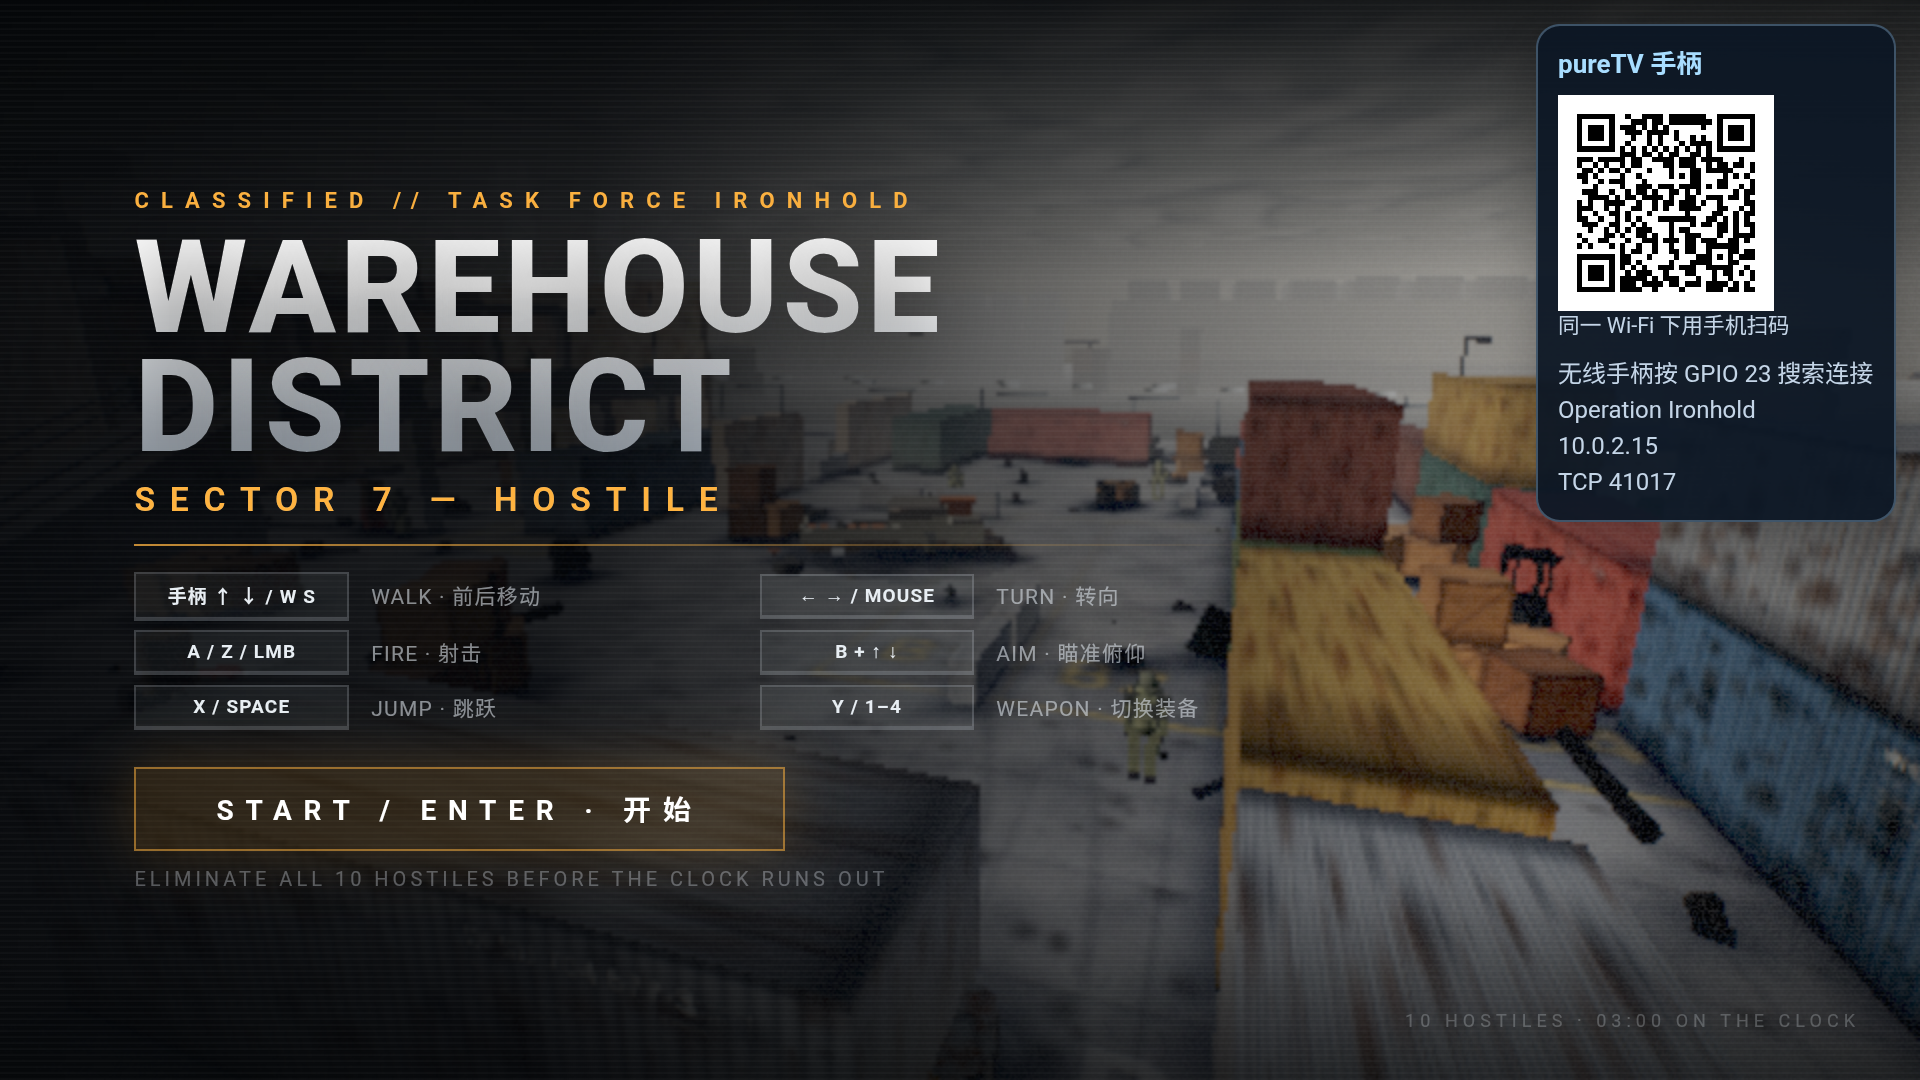 CLASSIFIED // TASK FORCE IRONHOLD
WAREHOUSE
DISTRICT
SECTOR 7 — HOSTILE
手柄 ↑ ↓ / W S
WALK · 前后移动
← → / MOUSE
TURN · 转向
A / Z / LMB
FIRE · 射击
B + ↑ ↓
AIM · 瞄准俯仰
X / SPACE
JUMP · 跳跃
Y / 1–4
WEAPON · 切换装备
START / ENTER · 开始
ELIMINATE ALL 10 HOSTILES BEFORE THE CLOCK RUNS OUT
pureTV 手柄
同一 Wi-Fi 下用手机扫码
无线手柄按 GPIO 23 搜索连接
Operation Ironhold
10.0.2.15
TCP 41017
10 HOSTILES · 03:00 ON THE CLOCK